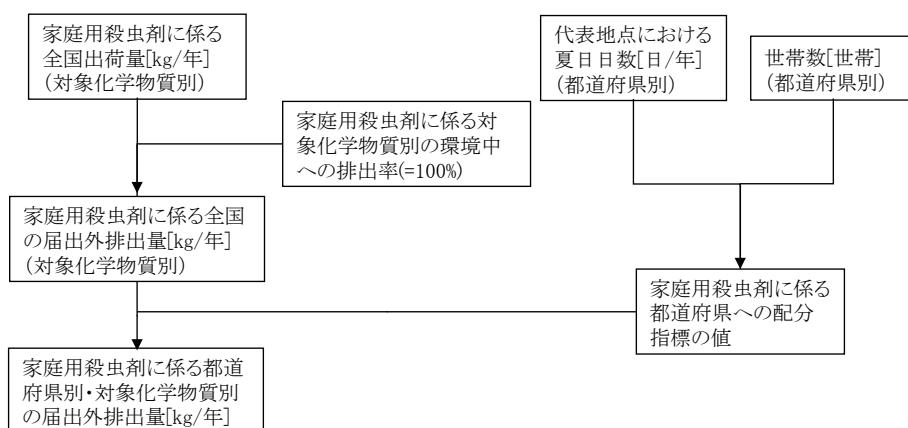 家庭用殺虫剤に係る
全国出荷量[kg/年]
(対象化学物質別)
代表地点における
夏日日数[日/年]
(都道府県別)
世帯数[世帯]
(都道府県別)
家庭用殺虫剤に係る対
象化学物質別の環境中
への排出率(=100%)
家庭用殺虫剤に係る全国
の届出外排出量[kg/年]
(対象化学物質別)
家庭用殺虫剤に係る
都道府県への配分
指標の値
家庭用殺虫剤に係る都道
府県別・対象化学物質別
の届出外排出量[kg/年]